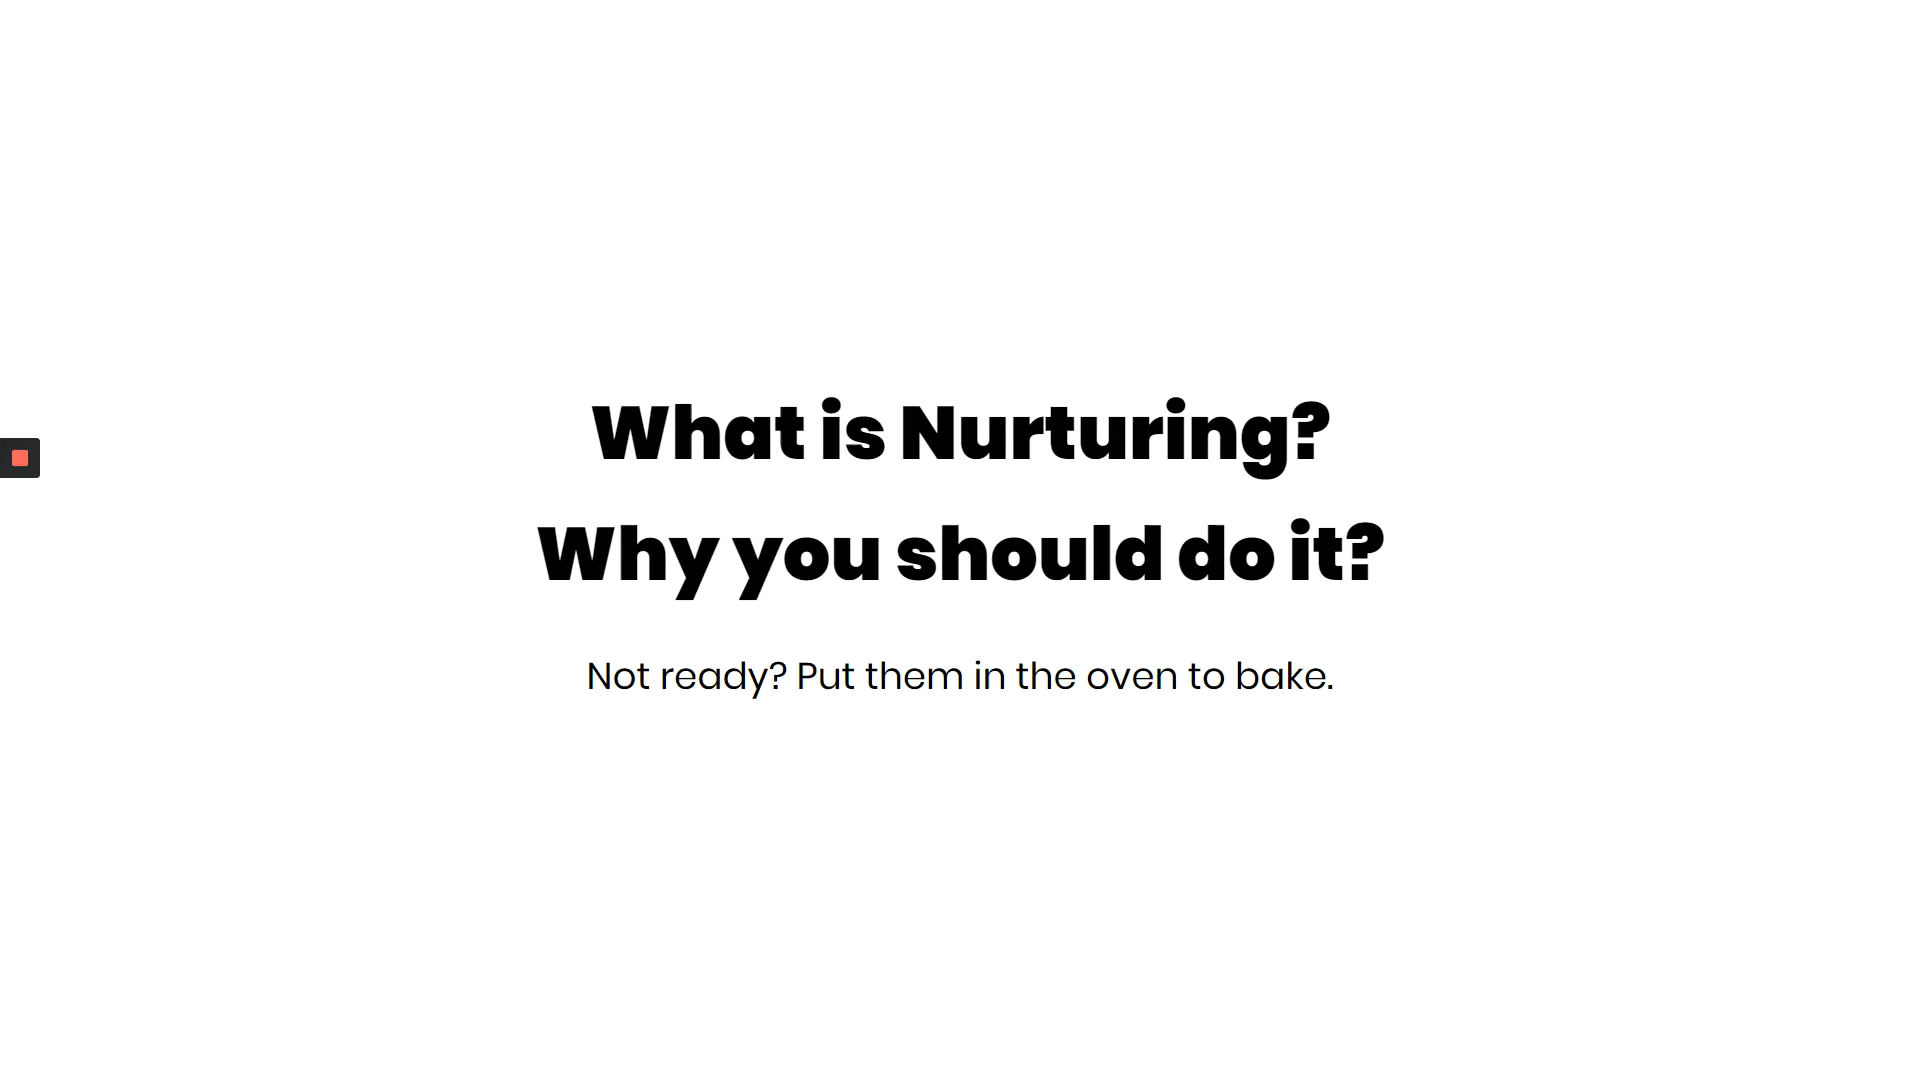 What is Nurturing?
Why you should do it?
Not ready? Put them in the oven to bake.